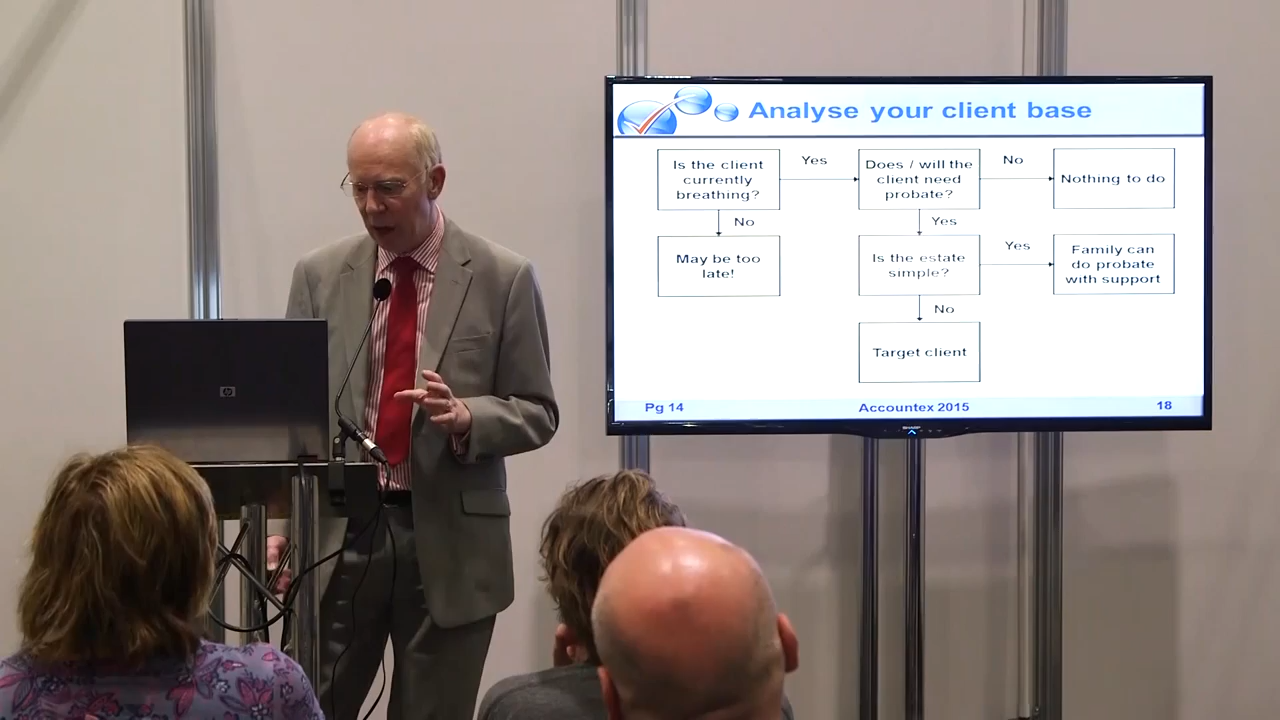 Analyse your client base
Is the client
currently
breathing?
Yes
Does / will the
client need
probate?
No
Nothing to do
No
Yes
May be too
late!
Is the estate
simple?
Yes
Family can
do probate
with support
No
Target client
Pg 14
Accountex 2015
18
SHARP
hp